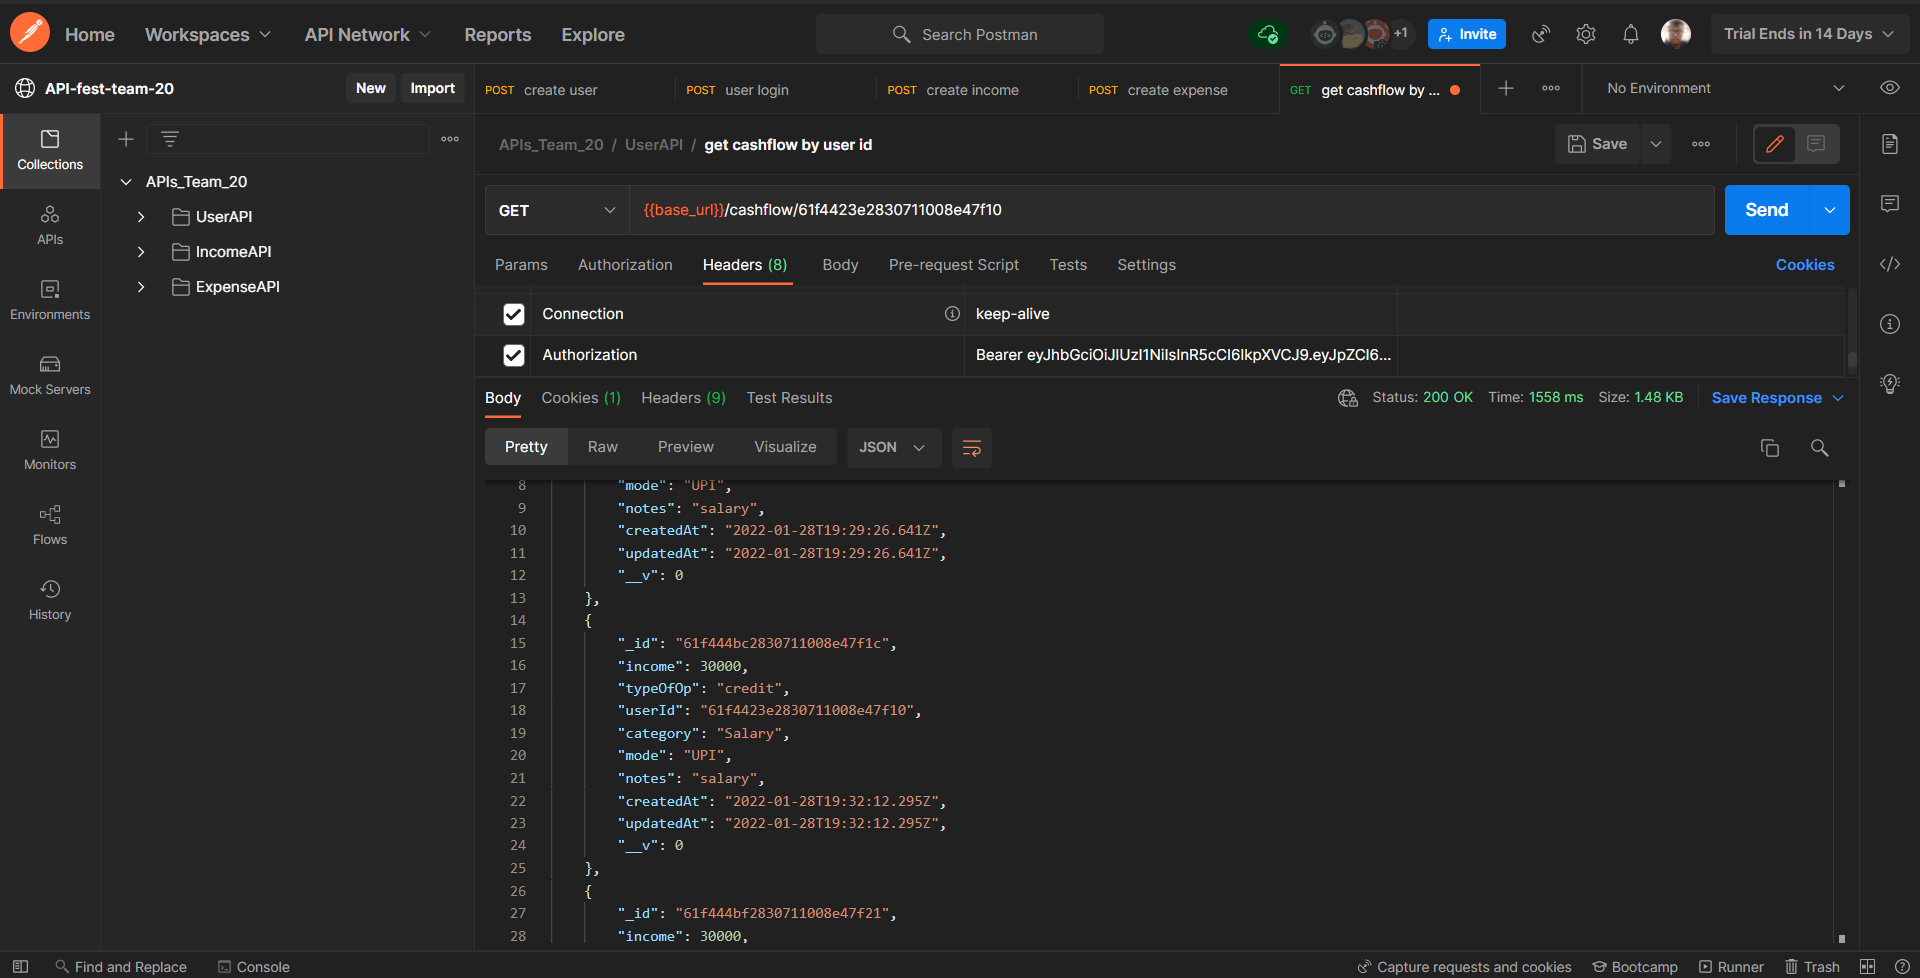 Home Workspaces API Network Reports Explore Search Postman +1 Invite Trial Ends in 14 Days
API-fest-team-20 New Import POST create user POST user login POST create income POST create expense GET get cashflow by ... No Environment
Collections
APIs
Environments
Mock Servers
Monitors
Flows
History
APIs_Team_20
UserAPI
IncomeAPI
ExpenseAPI
APIs_Team_20 / UserAPI / get cashflow by user id Save
GET {{base_url}}/cashflow/61f4423e2830711008e47f10 Send
Params Authorization Headers (8) Body Pre-request Script Tests Settings Cookies
Connection keep-alive
Authorization Bearer eyJhbGciOiJIUzI1NiIsInR5cCI6IkpXVCJ9.eyJpZCI6...
Body Cookies (1) Headers (9) Test Results Status: 200 OK Time: 1558 ms Size: 1.48 KB Save Response
Pretty Raw Preview Visualize JSON
8 "mode": "UPI",
9 "notes": "salary",
10 "createdAt": "2022-01-28T19:29:26.641Z",
11 "updatedAt": "2022-01-28T19:29:26.641Z",
12 "__v": 0
13 },
14 {
15 "_id": "61f444bc2830711008e47f1c",
16 "income": 30000,
17 "typeOfOp": "credit",
18 "userId": "61f4423e2830711008e47f10",
19 "category": "Salary",
20 "mode": "UPI",
21 "notes": "salary",
22 "createdAt": "2022-01-28T19:32:12.295Z",
23 "updatedAt": "2022-01-28T19:32:12.295Z",
24 "__v": 0
25 },
26 {
27 "_id": "61f444bf2830711008e47f21",
28 "income": 30000,
Find and Replace Console Capture requests and cookies Bootcamp Runner Trash